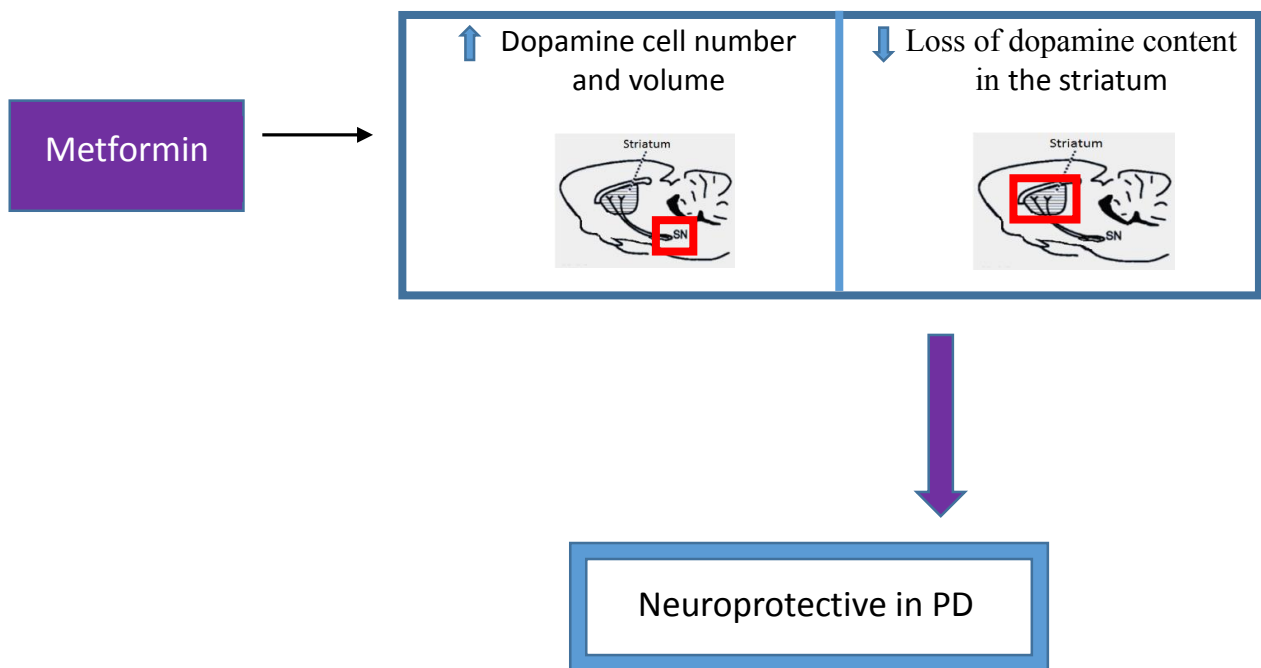 Metformin
Dopamine cell number
and volume
Striatum
SN
Loss of dopamine content
in the striatum
Striatum
SN
Neuroprotective in PD